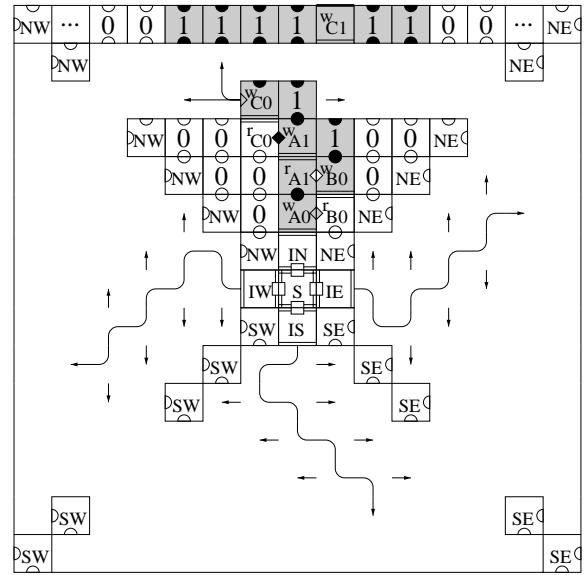 NW ... 0 0 1 1 1 1 wC1 1 1 0 0 ... NE
NW NE
wC0 1
NW 0 0 rC0 wA1 1 0 0 NE
NW 0 0 rA1 wB0 0 NE
NW 0 wA0 rB0 NE
NW IN NE
IW S IE
SW IS SE
SW SE
SW SE
SW SE
SW SE